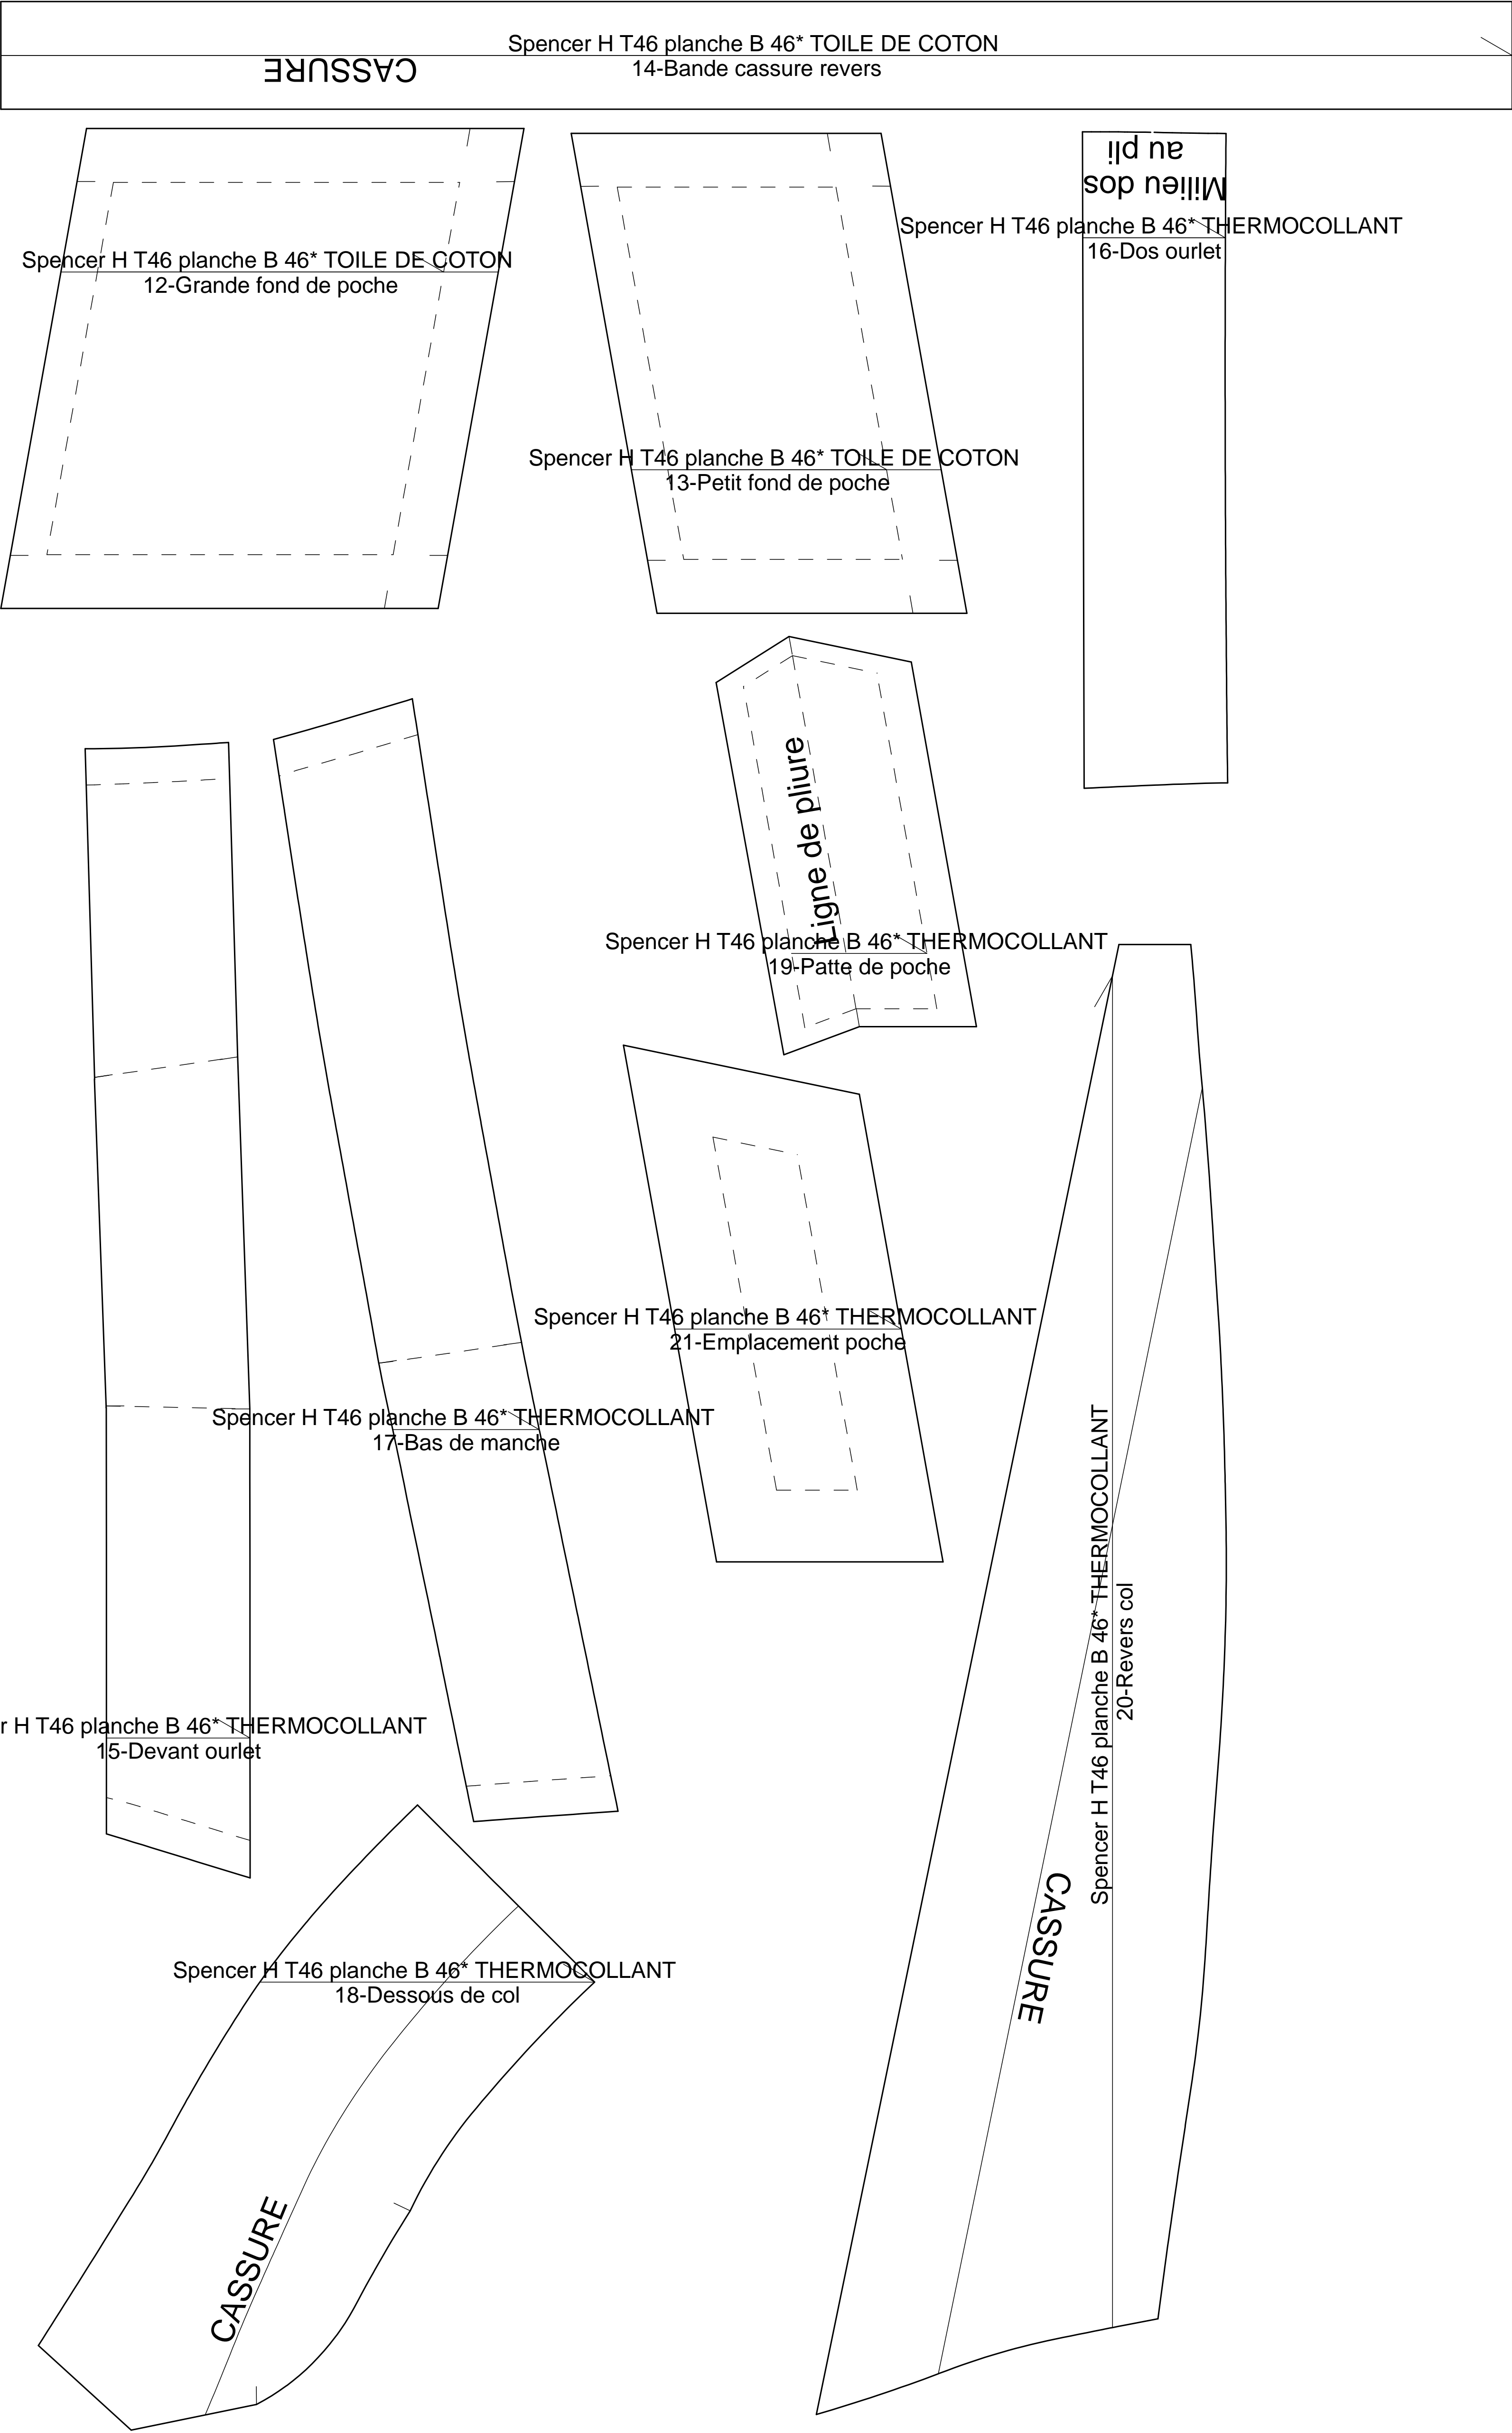 Spencer H T46 planche B 46* TOILE DE COTON
14-Bande cassure revers
CASSURE
Milieu dos
au pli
Spencer H T46 planche B 46* THERMOCOLLANT
16-Dos ourlet
Spencer H T46 planche B 46* TOILE DE COTON
12-Grande fond de poche
Spencer H T46 planche B 46* TOILE DE COTON
13-Petit fond de poche
Ligne de pliure
Spencer H T46 planche B 46* THERMOCOLLANT
19-Patte de poche
Spencer H T46 planche B 46* THERMOCOLLANT
21-Emplacement poche
Spencer H T46 planche B 46* THERMOCOLLANT
17-Bas de manche
Spencer H T46 planche B 46* THERMOCOLLANT
20-Revers col
CASSURE
r H T46 planche B 46* THERMOCOLLANT
15-Devant ourlet
Spencer H T46 planche B 46* THERMOCOLLANT
18-Dessous de col
CASSURE